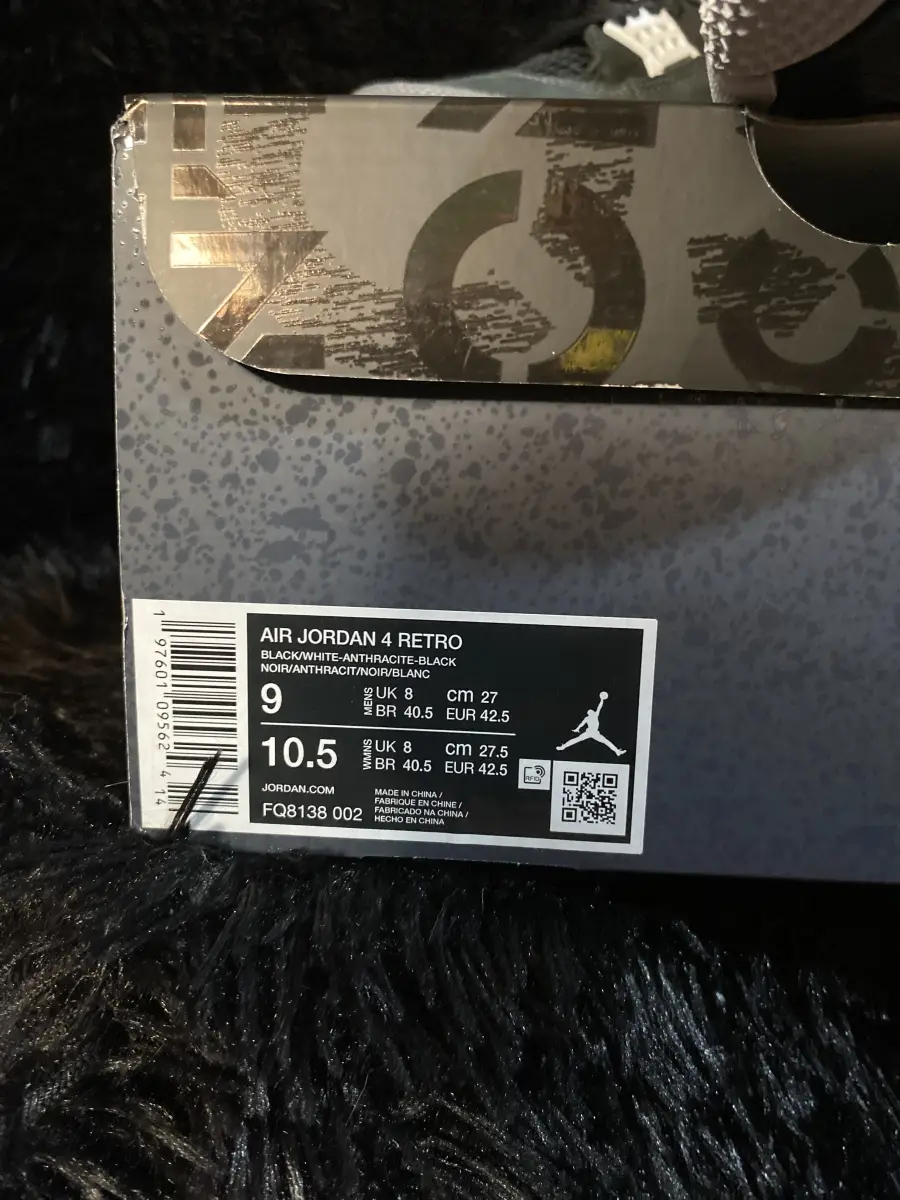 AIR JORDAN 4 RETRO
BLACK/WHITE-ANTHRACITE-BLACK
NOIR/ANTHRACIT/NOIR/BLANC
9 MENS UK 8 cm 27
BR 40.5 EUR 42.5
10.5 WMNS UK 8 cm 27.5
BR 40.5 EUR 42.5
JORDAN.COM
FQ8138 002
MADE IN CHINA /
FABRIQUE EN CHINE /
FABRICADO NA CHINA /
HECHO EN CHINA
RFID
1 97601 09562 4 14